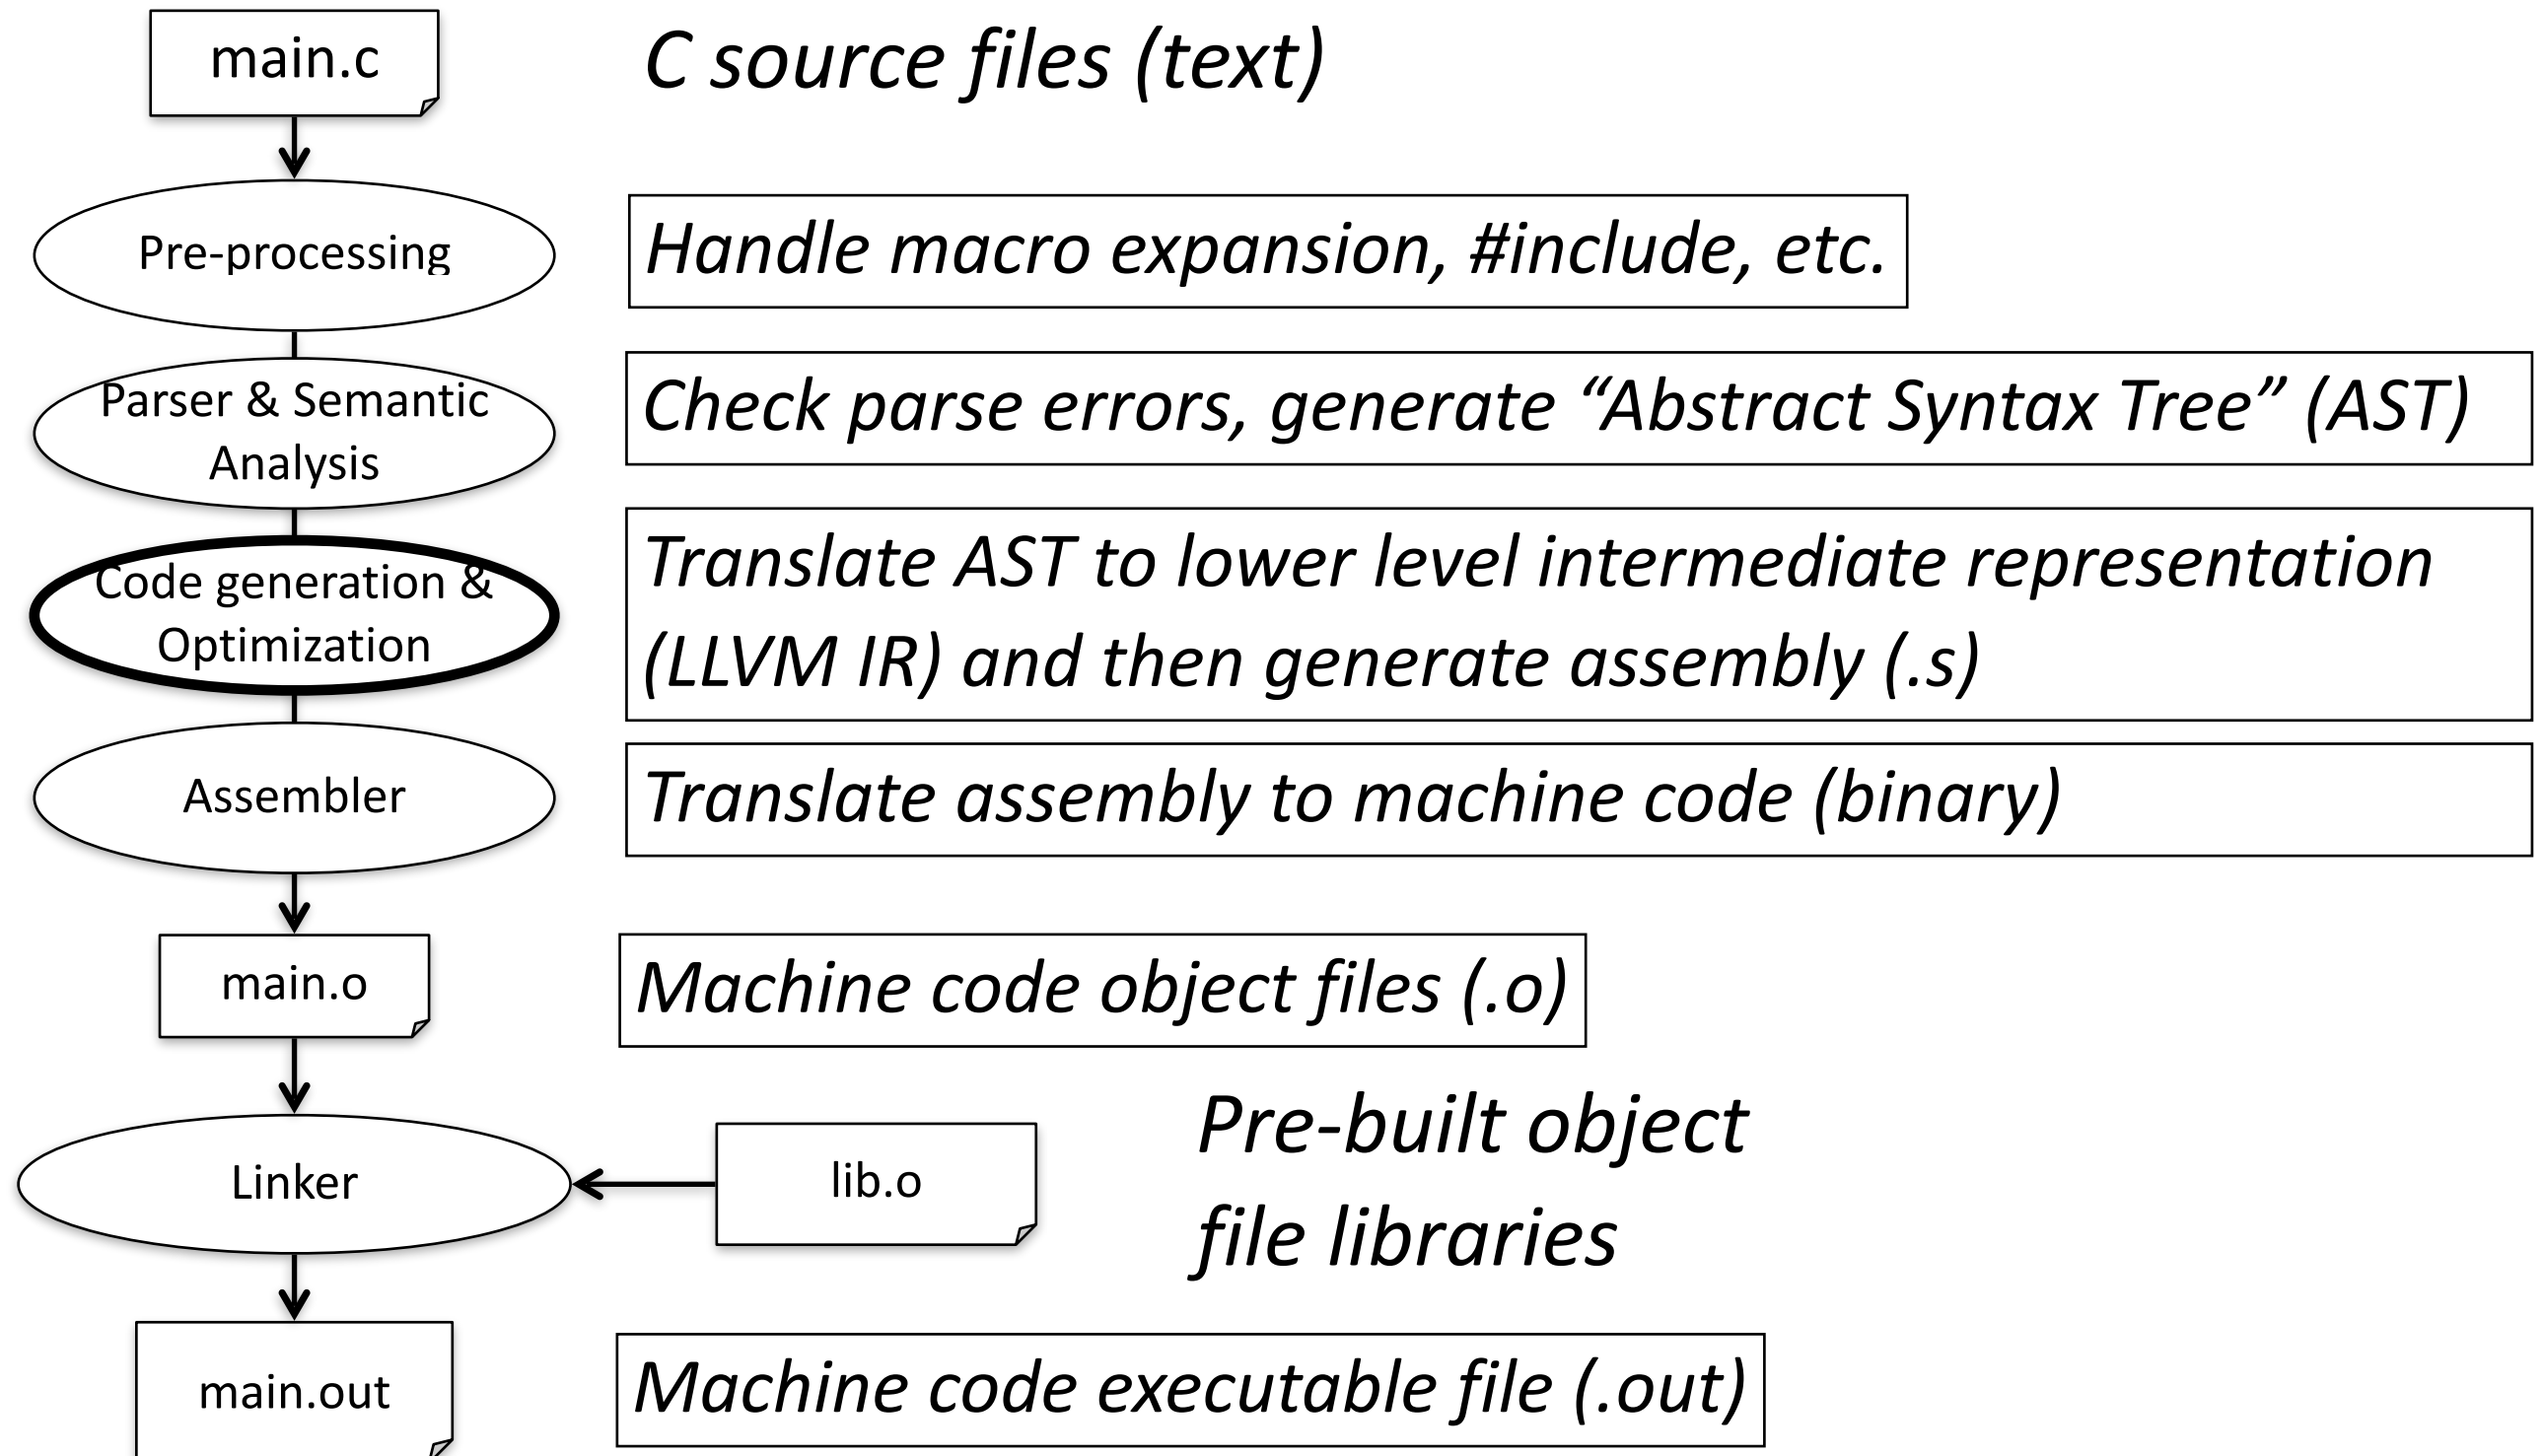 main.c
C source files (text)
Pre-processing
Handle macro expansion, #include, etc.
Parser & Semantic
Analysis
Check parse errors, generate “Abstract Syntax Tree” (AST)
Code generation &
Optimization
Translate AST to lower level intermediate representation
(LLVM IR) and then generate assembly (.s)
Assembler
Translate assembly to machine code (binary)
main.o
Machine code object files (.o)
Linker
lib.o
Pre-built object
file libraries
main.out
Machine code executable file (.out)